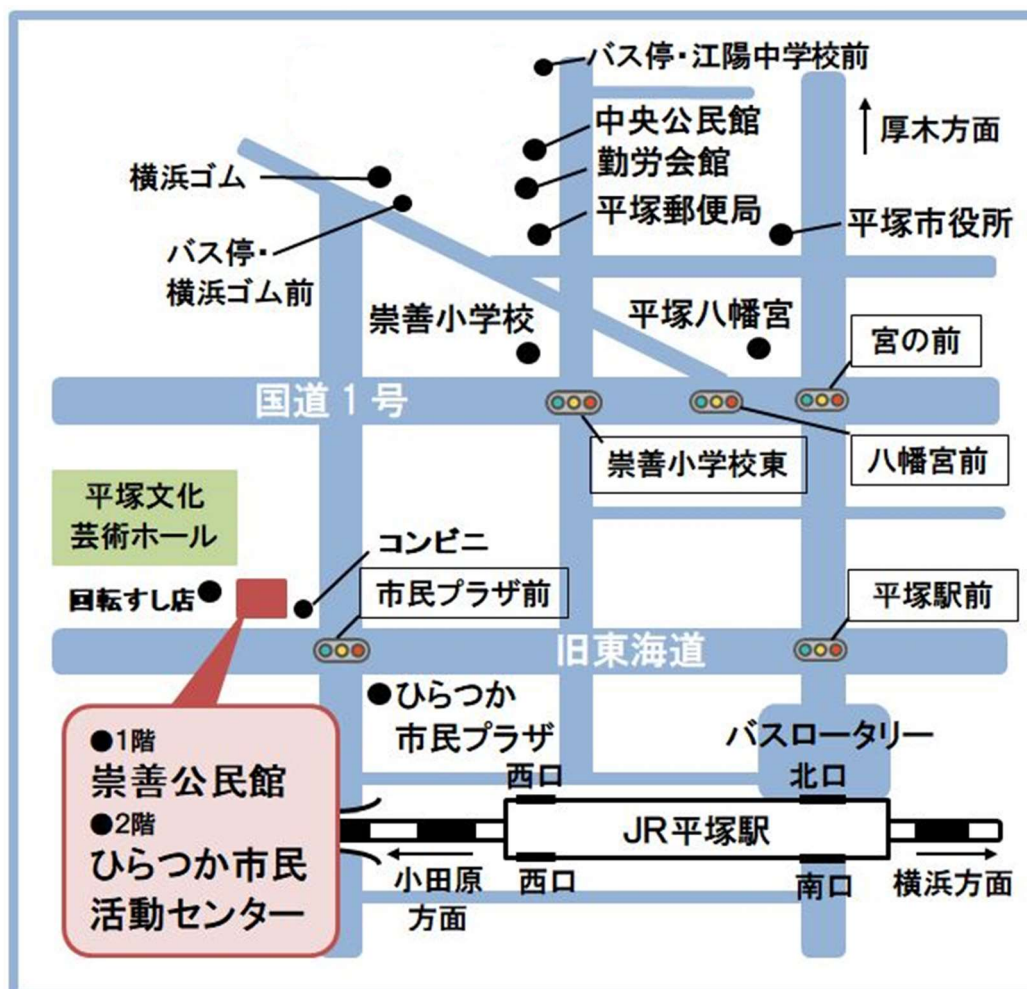 バス停・江陽中学校前
中央公民館
勤労会館
平塚郵便局
厚木方面
平塚市役所
横浜ゴム
バス停・
横浜ゴム前
崇善小学校
平塚八幡宮
宮の前
国道1号
崇善小学校東
八幡宮前
平塚文化
芸術ホール
コンビニ
回転すし店
市民プラザ前
平塚駅前
旧東海道
ひらつか
市民プラザ
バスロータリー
西口
北口
JR平塚駅
小田原
方面
西口
南口
横浜方面
●1階
崇善公民館
●2階
ひらつか市民
活動センター